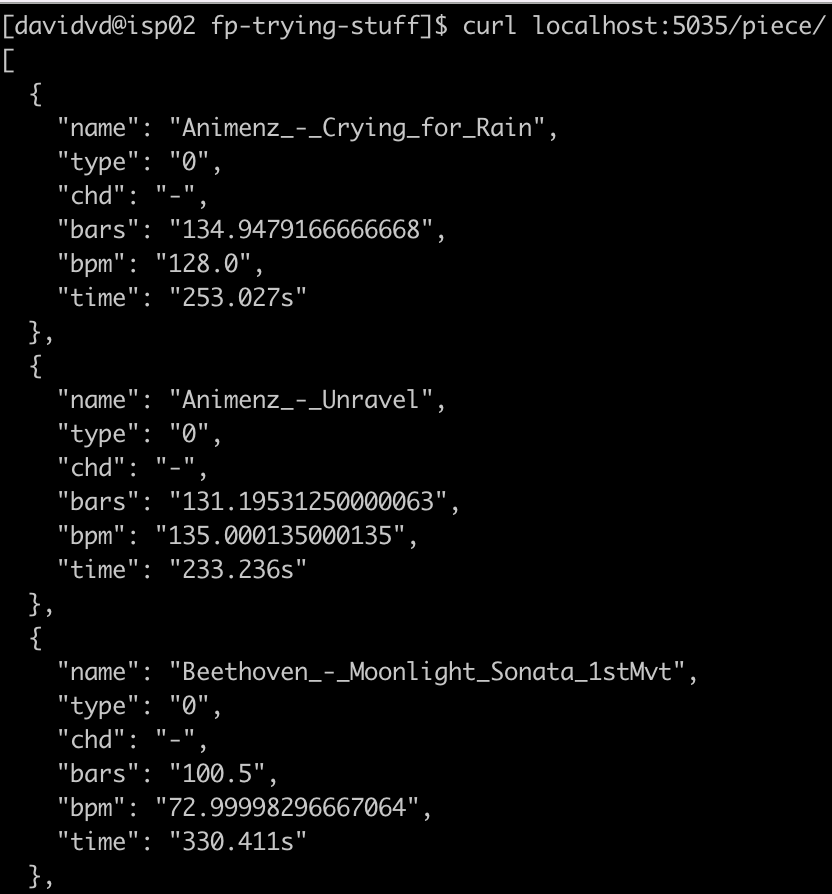 [davidvd@isp02 fp-trying-stuff]$ curl localhost:5035/piece/
[
  {
    "name": "Animenz_-_Crying_for_Rain",
    "type": "0",
    "chd": "-",
    "bars": "134.9479166666668",
    "bpm": "128.0",
    "time": "253.027s"
  },
  {
    "name": "Animenz_-_Unravel",
    "type": "0",
    "chd": "-",
    "bars": "131.19531250000063",
    "bpm": "135.000135000135",
    "time": "233.236s"
  },
  {
    "name": "Beethoven_-_Moonlight_Sonata_1stMvt",
    "type": "0",
    "chd": "-",
    "bars": "100.5",
    "bpm": "72.99998296667064",
    "time": "330.411s"
  },